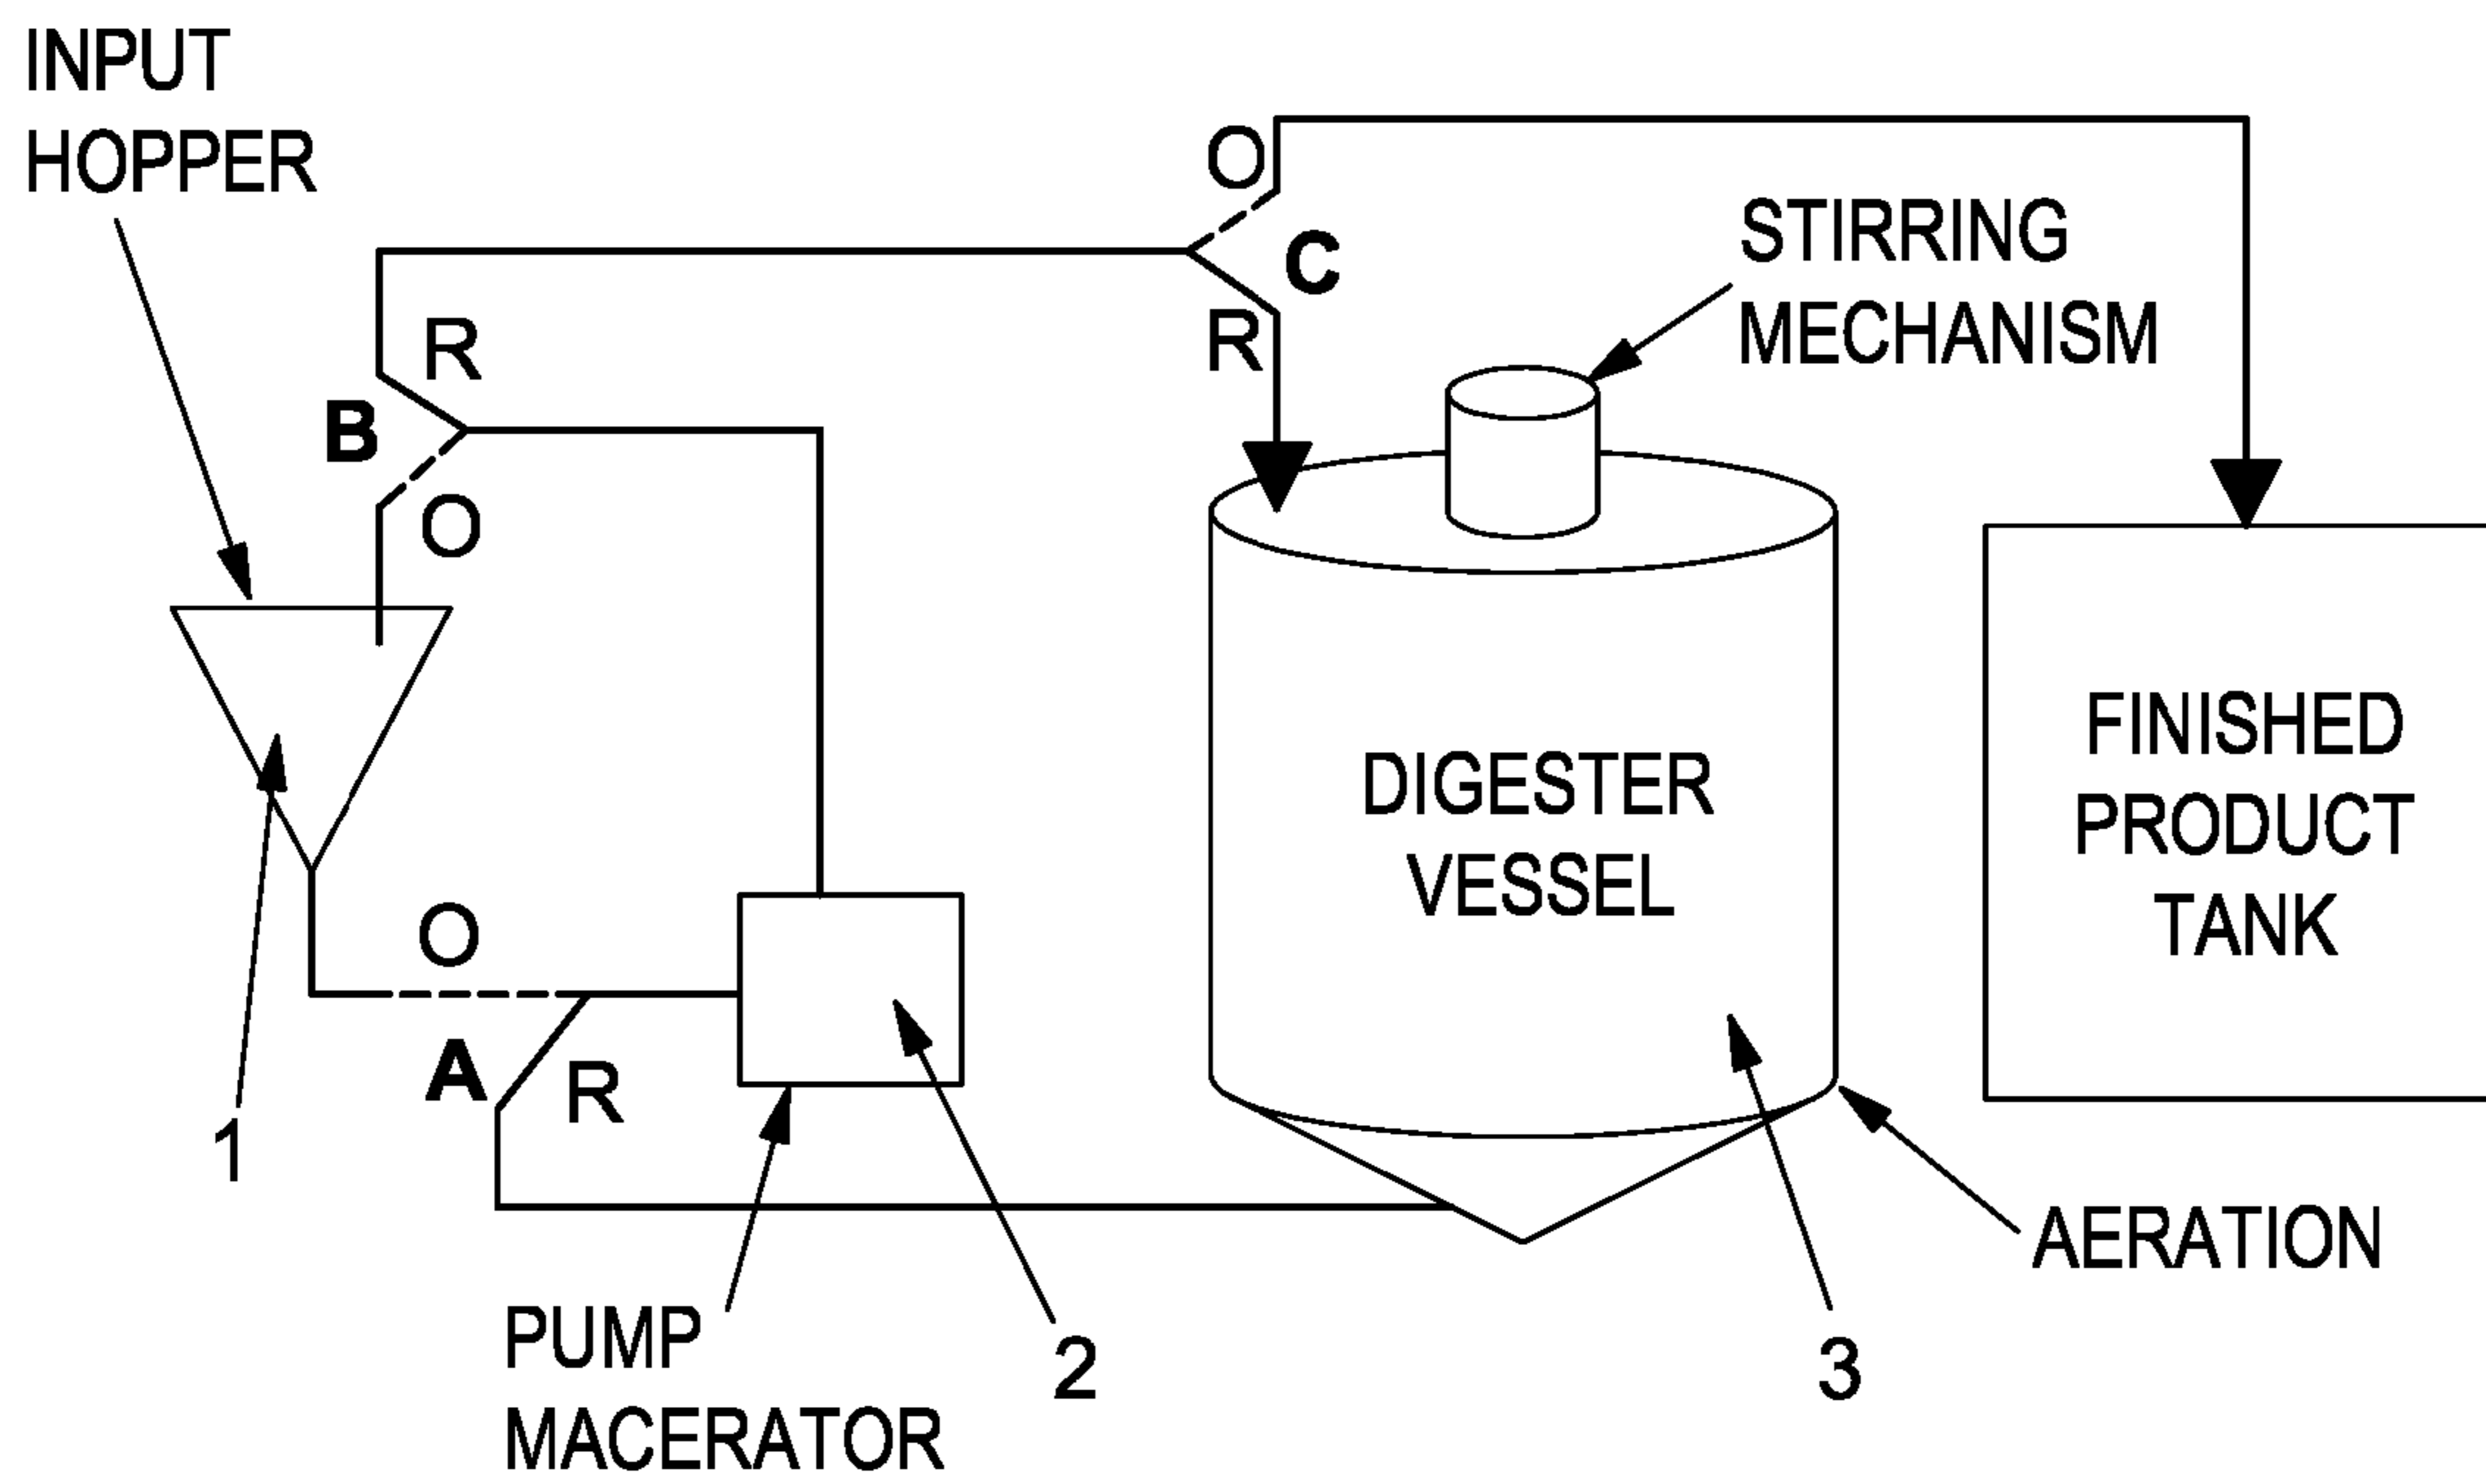 INPUT
HOPPER
O
C
R
STIRRING
MECHANISM
R
B
O
DIGESTER
VESSEL
FINISHED
PRODUCT
TANK
O
A
R
1
AERATION
PUMP
MACERATOR
2
3